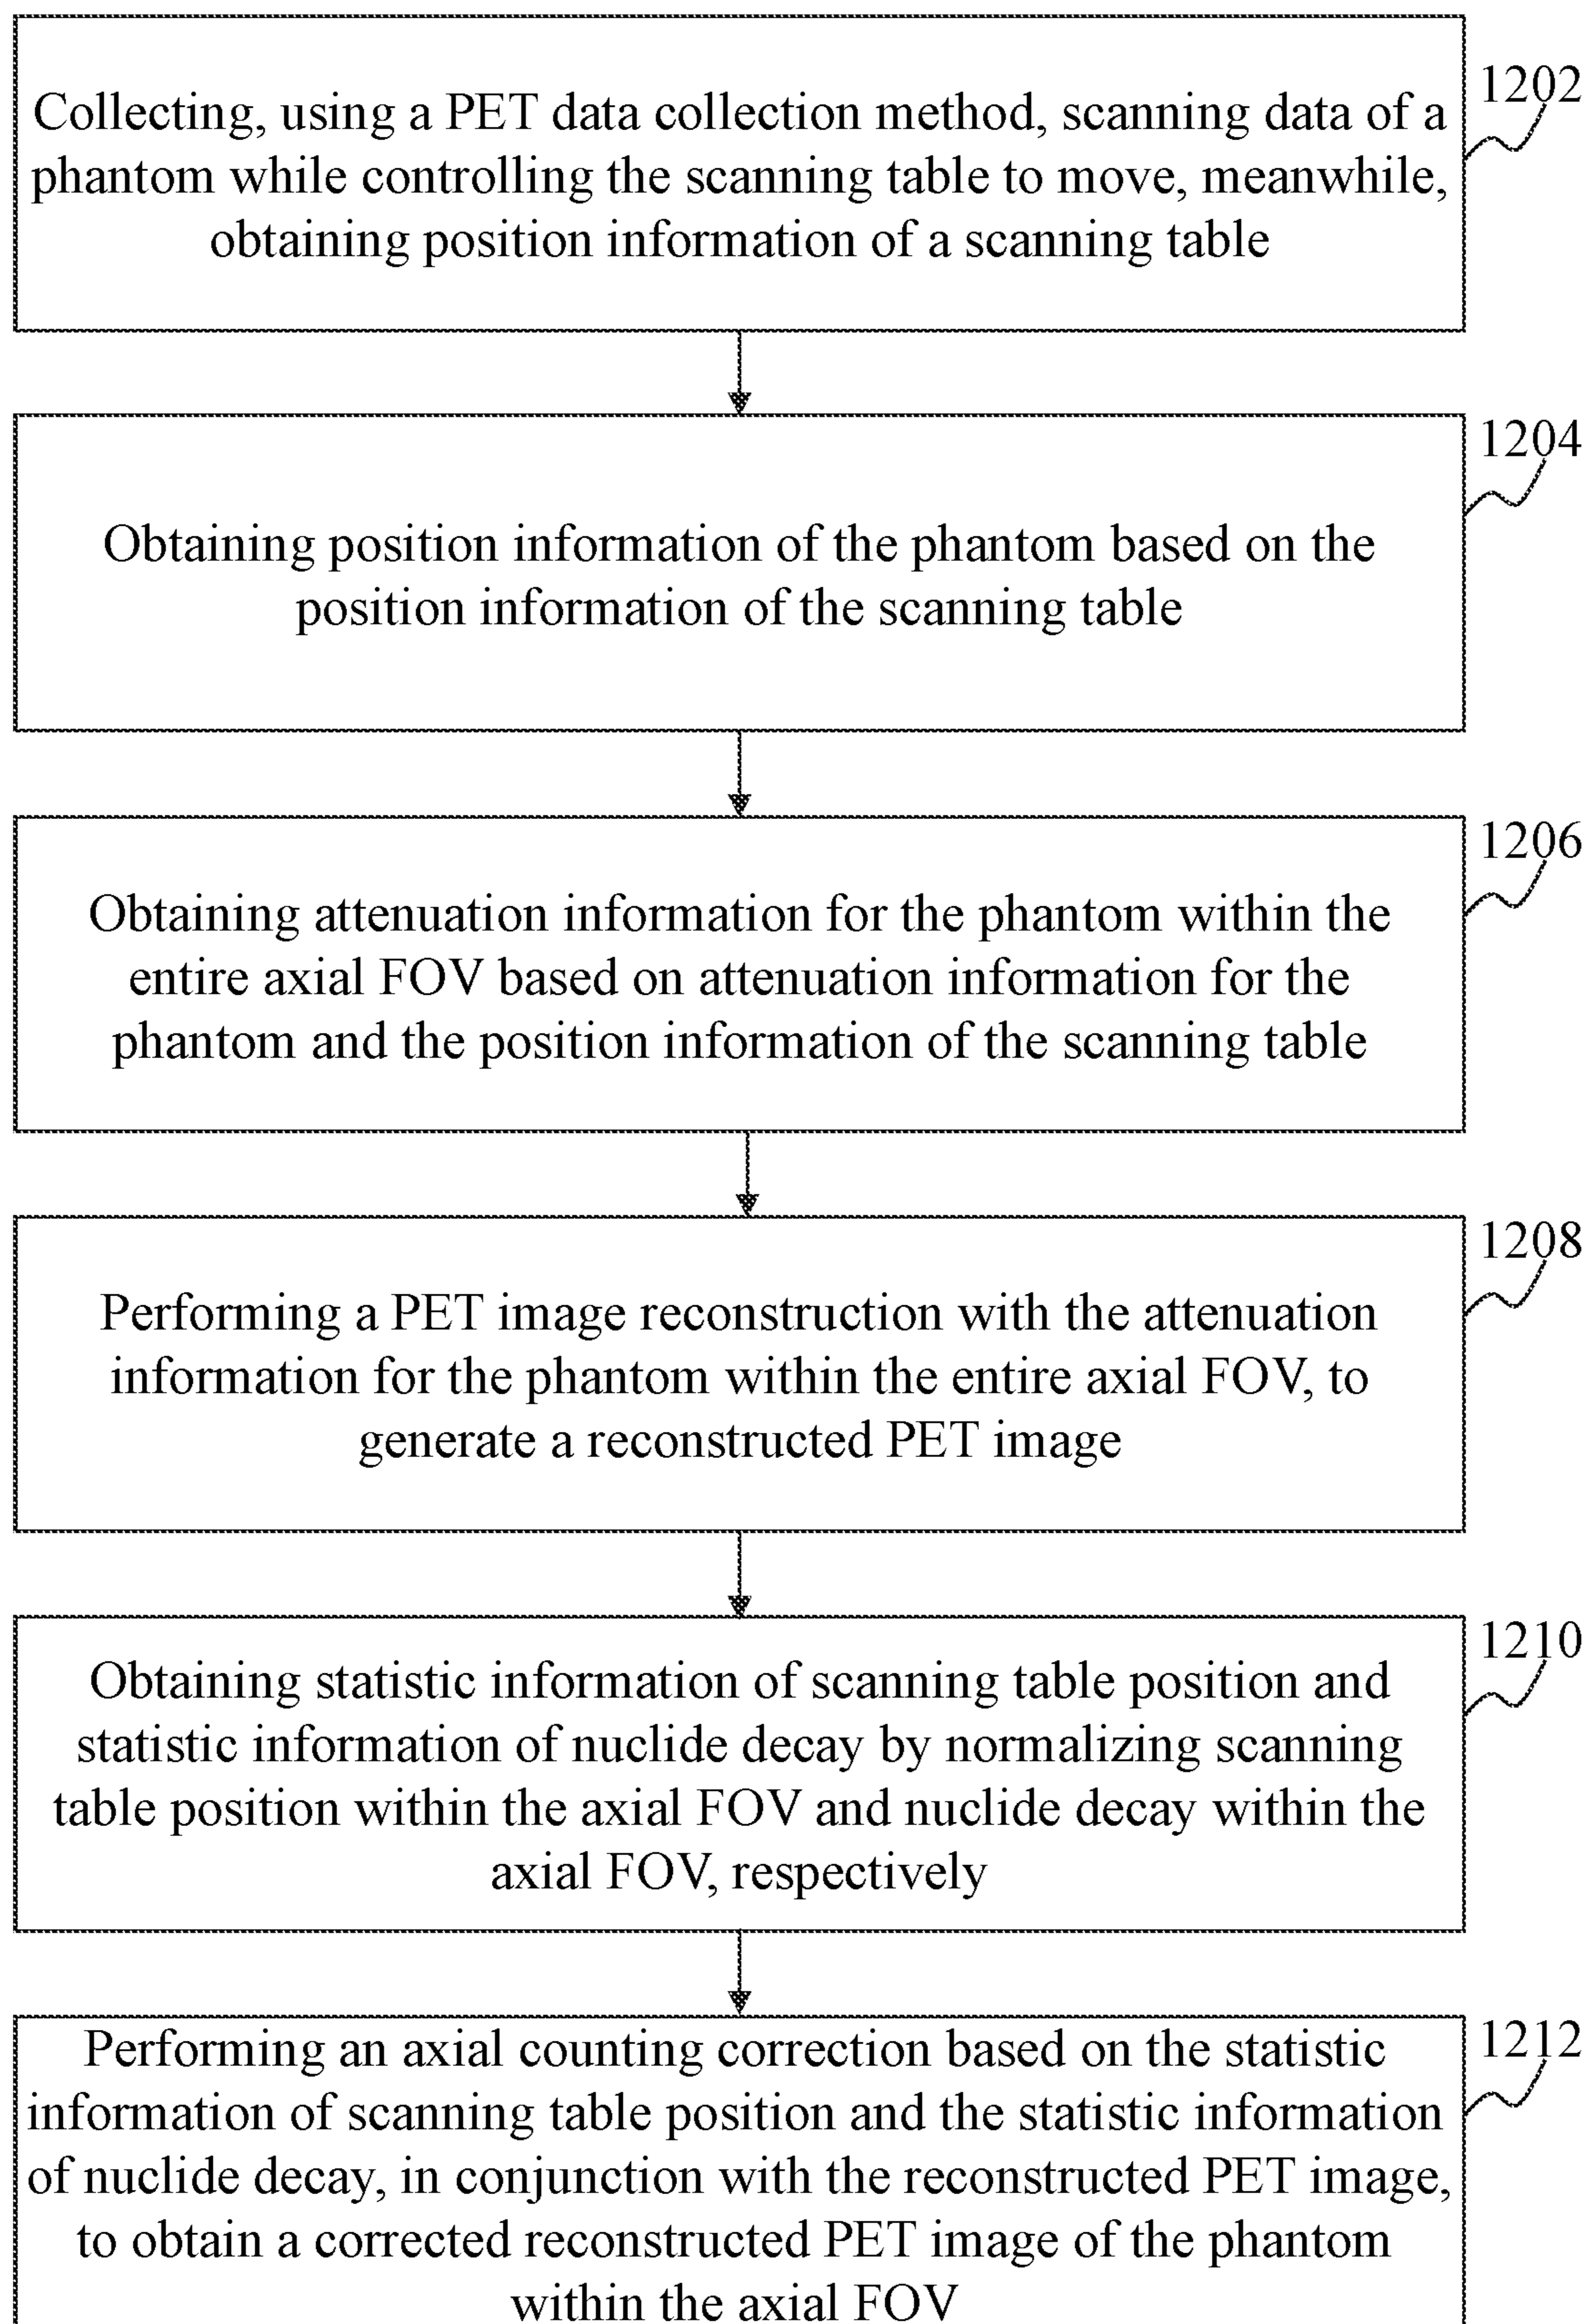 1202
Collecting, using a PET data collection method, scanning data of a
phantom while controlling the scanning table to move, meanwhile,
obtaining position information of a scanning table
1204
Obtaining position information of the phantom based on the
position information of the scanning table
1206
Obtaining attenuation information for the phantom within the
entire axial FOV based on attenuation information for the
phantom and the position information of the scanning table
1208
Performing a PET image reconstruction with the attenuation
information for the phantom within the entire axial FOV, to
generate a reconstructed PET image
1210
Obtaining statistic information of scanning table position and
statistic information of nuclide decay by normalizing scanning
table position within the axial FOV and nuclide decay within the
axial FOV, respectively
1212
Performing an axial counting correction based on the statistic
information of scanning table position and the statistic information
of nuclide decay, in conjunction with the reconstructed PET image,
to obtain a corrected reconstructed PET image of the phantom
within the axial FOV